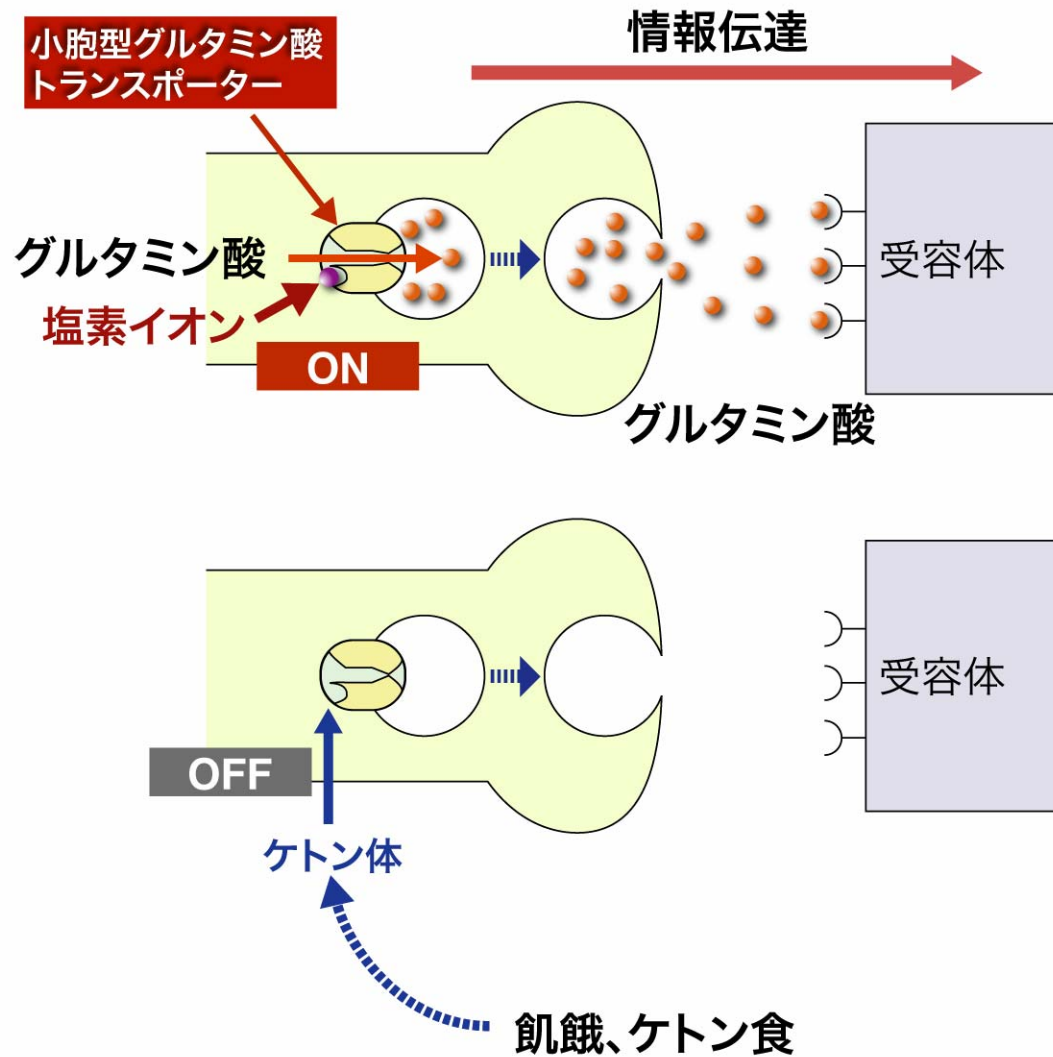 小胞型グルタミン酸
トランスポーター
情報伝達
グルタミン酸
塩素イオン
ON
受容体
グルタミン酸
受容体
OFF
ケトン体
飢餓、ケトン食